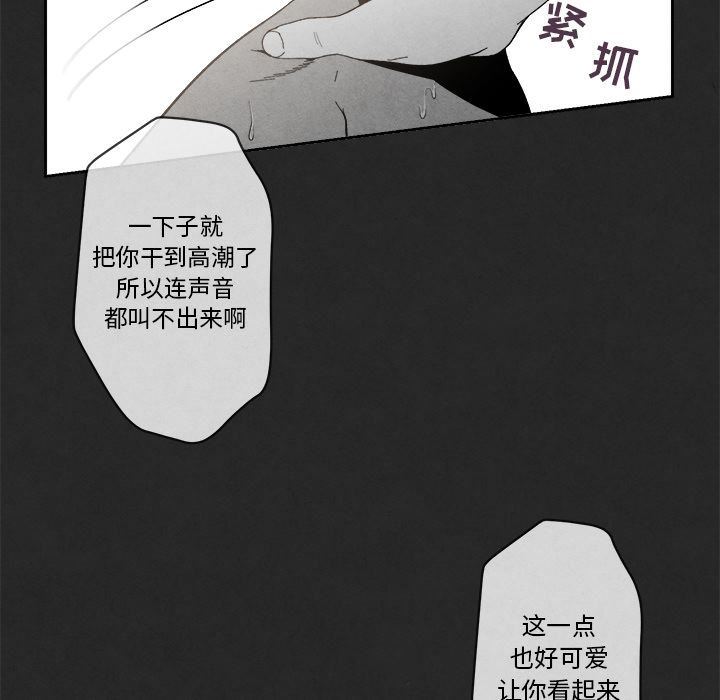 紧抓
一下子就
把你干到高潮了
所以连声音
都叫不出来啊
这一点
也好可爱
让你看起来